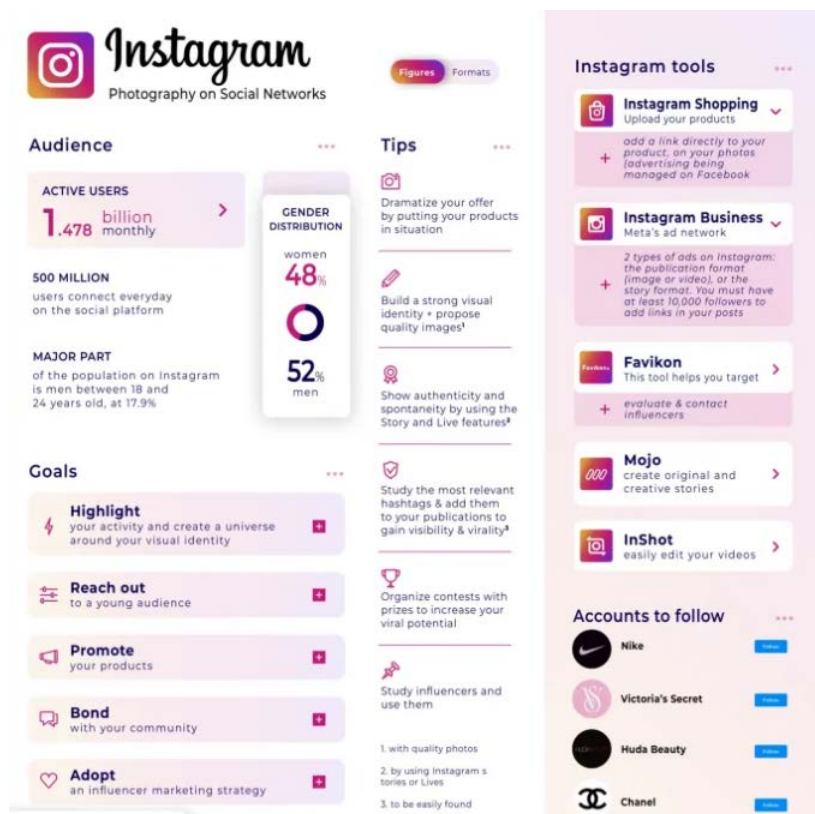 Instagram
Photography on Social Networks
Figures
Formats
Audience
ACTIVE USERS
1.478 billion
monthly
500 MILLION
users connect everyday
on the social platform
MAJOR PART
of the population on Instagram
is men between 18 and
24 years old, at 17.9%
GENDER
DISTRIBUTION
women
48%
52%
men
Goals
Highlight
your activity and create a universe
around your visual identity
Reach out
to a young audience
Promote
your products
Bond
with your community
Adopt
an influencer marketing strategy
Tips
Dramatize your offer
by putting your products
in situation
Build a strong visual
identity + propose
quality images¹
Show authenticity and
spontaneity by using the
Story and Live features²
Study the most relevant
hashtags & add them
to your publications to
gain visibility & virality³
Organize contests with
prizes to increase your
viral potential
Study influencers and
use them
1. with quality photos
2. by using Instagram s
tories or Lives
3. to be easily found
Instagram tools
Instagram Shopping
Upload your products
+ add a link directly to your
product, on your photos
(advertising being
managed on Facebook
Instagram Business
Meta's ad network
+ 2 types of ads on Instagram:
the publication format
(image or video), or the
story format. You must have
at least 10,000 followers to
add links in your posts
Favikon
Favikon
This tool helps you target
+ evaluate & contact
influencers
Mojo
create original and
creative stories
InShot
easily edit your videos
Accounts to follow
Nike
Follow
Victoria's Secret
Follow
Huda Beauty
Follow
Chanel
Follow